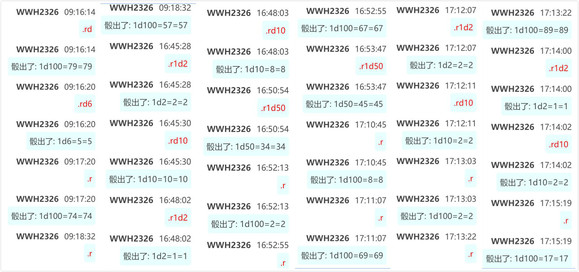 WWH2326 09:16:14
.rd
WWH2326 09:16:14
骰出了: 1d100=79=79
WWH2326 09:16:20
.rd6
WWH2326 09:16:20
骰出了: 1d6=5=5
WWH2326 09:17:20
.r
WWH2326 09:17:20
骰出了: 1d100=74=74
WWH2326 09:18:32
.r
WWH2326 09:18:32
骰出了: 1d100=57=57
WWH2326 16:45:28
.r1d2
WWH2326 16:45:28
骰出了: 1d2=2=2
WWH2326 16:45:30
.rd10
WWH2326 16:45:30
骰出了: 1d10=10=10
WWH2326 16:48:02
.r1d2
WWH2326 16:48:02
骰出了: 1d2=1=1
WWH2326 16:48:03
.rd10
WWH2326 16:48:03
骰出了: 1d10=8=8
WWH2326 16:50:54
.r1d50
WWH2326 16:50:54
骰出了: 1d50=34=34
WWH2326 16:52:13
.r
WWH2326 16:52:13
骰出了: 1d100=2=2
WWH2326 16:52:55
.r
WWH2326 16:52:55
骰出了: 1d100=67=67
WWH2326 16:53:47
.r1d50
WWH2326 16:53:47
骰出了: 1d50=45=45
WWH2326 17:10:45
.r
WWH2326 17:10:45
骰出了: 1d100=8=8
WWH2326 17:11:07
.r
WWH2326 17:11:07
骰出了: 1d100=69=69
WWH2326 17:12:07
.r1d2
WWH2326 17:12:07
骰出了: 1d2=2=2
WWH2326 17:12:11
.rd10
WWH2326 17:12:11
骰出了: 1d10=2=2
WWH2326 17:13:03
.r
WWH2326 17:13:03
骰出了: 1d100=2=2
WWH2326 17:13:22
.r
WWH2326 17:13:22
骰出了: 1d100=89=89
WWH2326 17:14:00
.r1d2
WWH2326 17:14:00
骰出了: 1d2=1=1
WWH2326 17:14:02
.rd10
WWH2326 17:14:02
骰出了: 1d10=2=2
WWH2326 17:15:19
.r
WWH2326 17:15:19
骰出了: 1d100=17=17